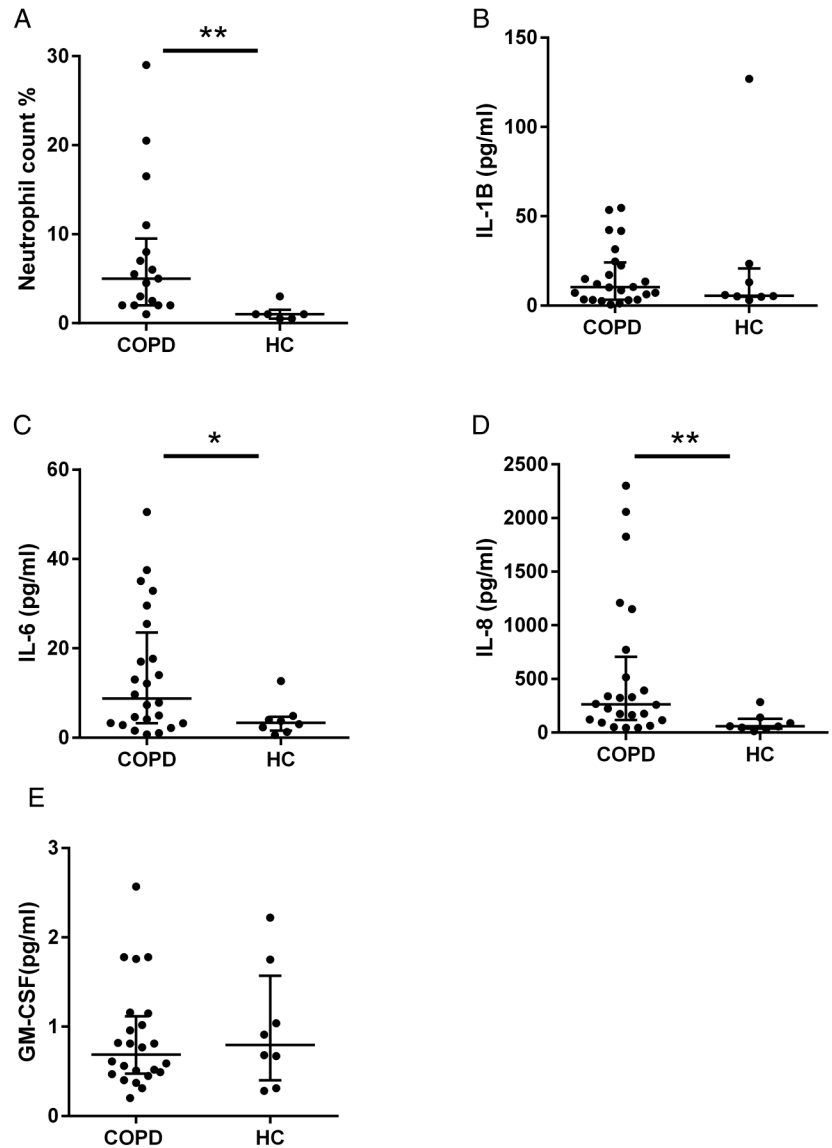 A
**
Neutrophil count %
30
20
10
0
COPD HC
B
IL-1B (pg/ml)
150
100
50
0
COPD HC
C
*
IL-6 (pg/ml)
60
40
20
0
COPD HC
D
**
IL-8 (pg/ml)
2500
2000
1500
1000
500
0
COPD HC
E
GM-CSF(pg/ml)
3
2
1
0
COPD HC